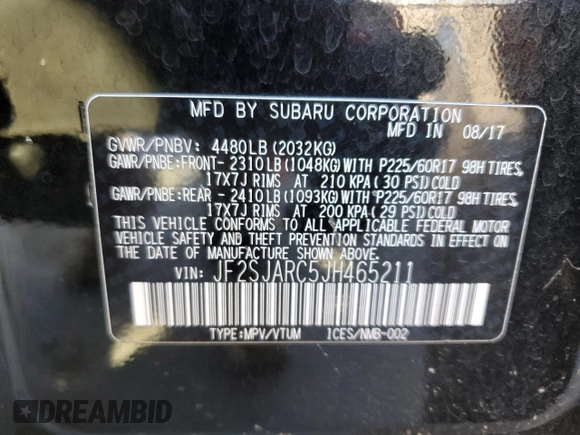 MFD BY SUBARU CORPORATION
MFD IN 08/17
GVWR/PNBV: 4480LB (2032KG)
GAWR/PNBE:FRONT- 2310LB(1048KG)WITH P225/60R17 98H TIRES,
17X7J RIMS AT 210 KPA ( 30 PSI)COLD
GAWR/PNBE:REAR - 2410LB(1093KG)WITH P225/60R17 98H TIRES,
17X7J RIMS AT 200 KPA ( 29 PSI)COLD
THIS VEHICLE CONFORMS TO ALL APPLICABLE FEDERAL MOTOR
VEHICLE SAFETY AND THEFT PREVENTION STANDARDS IN EFFECT ON
THE DATE OF MANUFACTURE SHOWN ABOVE.
VIN: JF2SJARC5JH465211
TYPE:MPV/VTUM ICES/NMB-002
DREAMBID